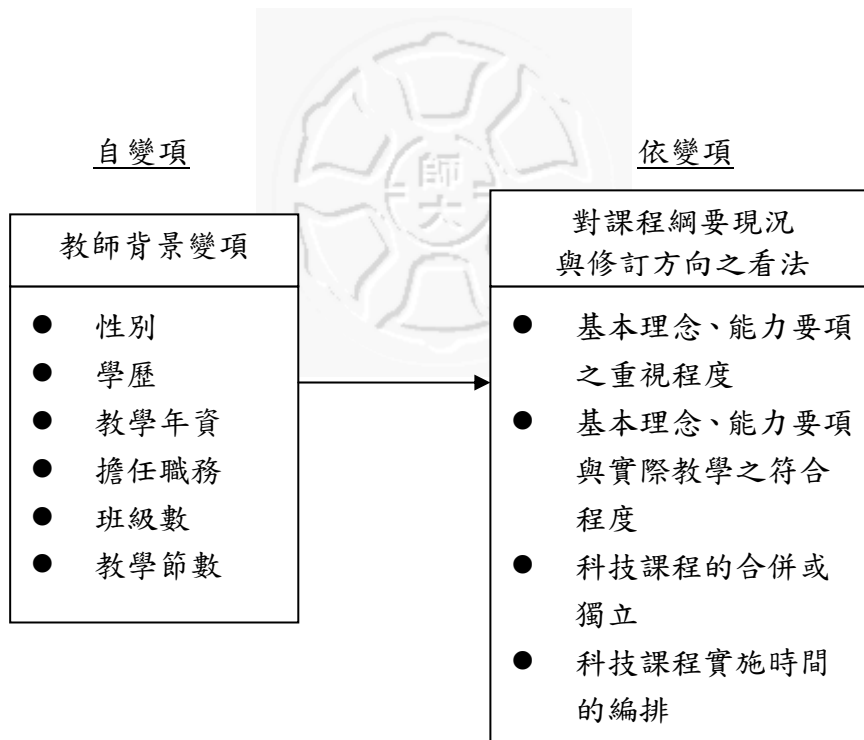 師
大
自變項
教師背景變項
● 性別
● 學歷
● 教學年資
● 擔任職務
● 班級數
● 教學節數
依變項
對課程綱要現況
與修訂方向之看法
● 基本理念、能力要項
之重視程度
● 基本理念、能力要項
與實際教學之符合
程度
● 科技課程的合併或
獨立
● 科技課程實施時間
的編排